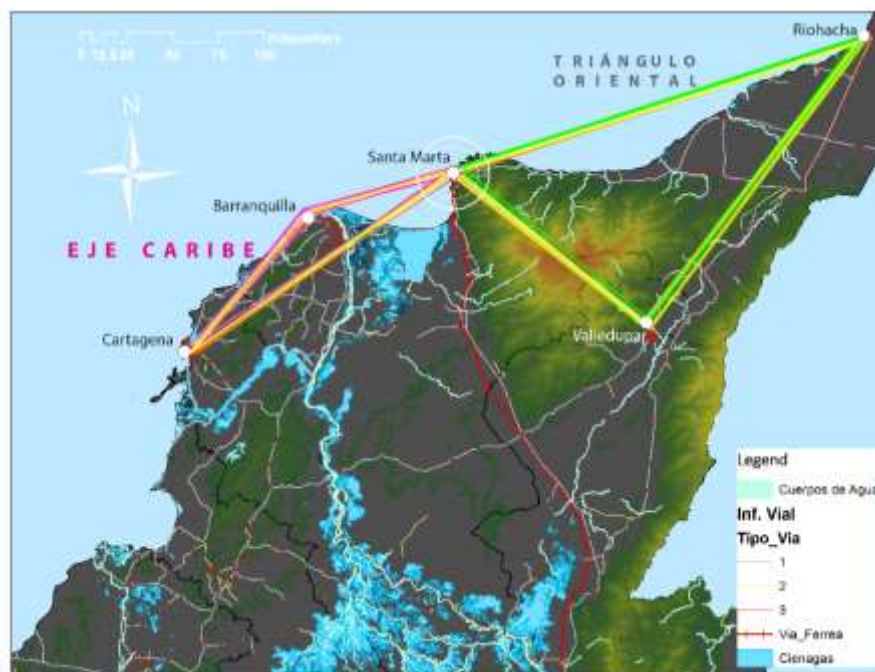 Kilometers
Riohacha
TRIÁNGULO
ORIENTAL
N
Santa Marta
Barranquilla
EJE CARIBE
Cartagena
Valledupar
Legend
Cuerpos de Agua
Inf. Vial
Tipo_Via
1
2
3
Via_Ferrea
Cienagas